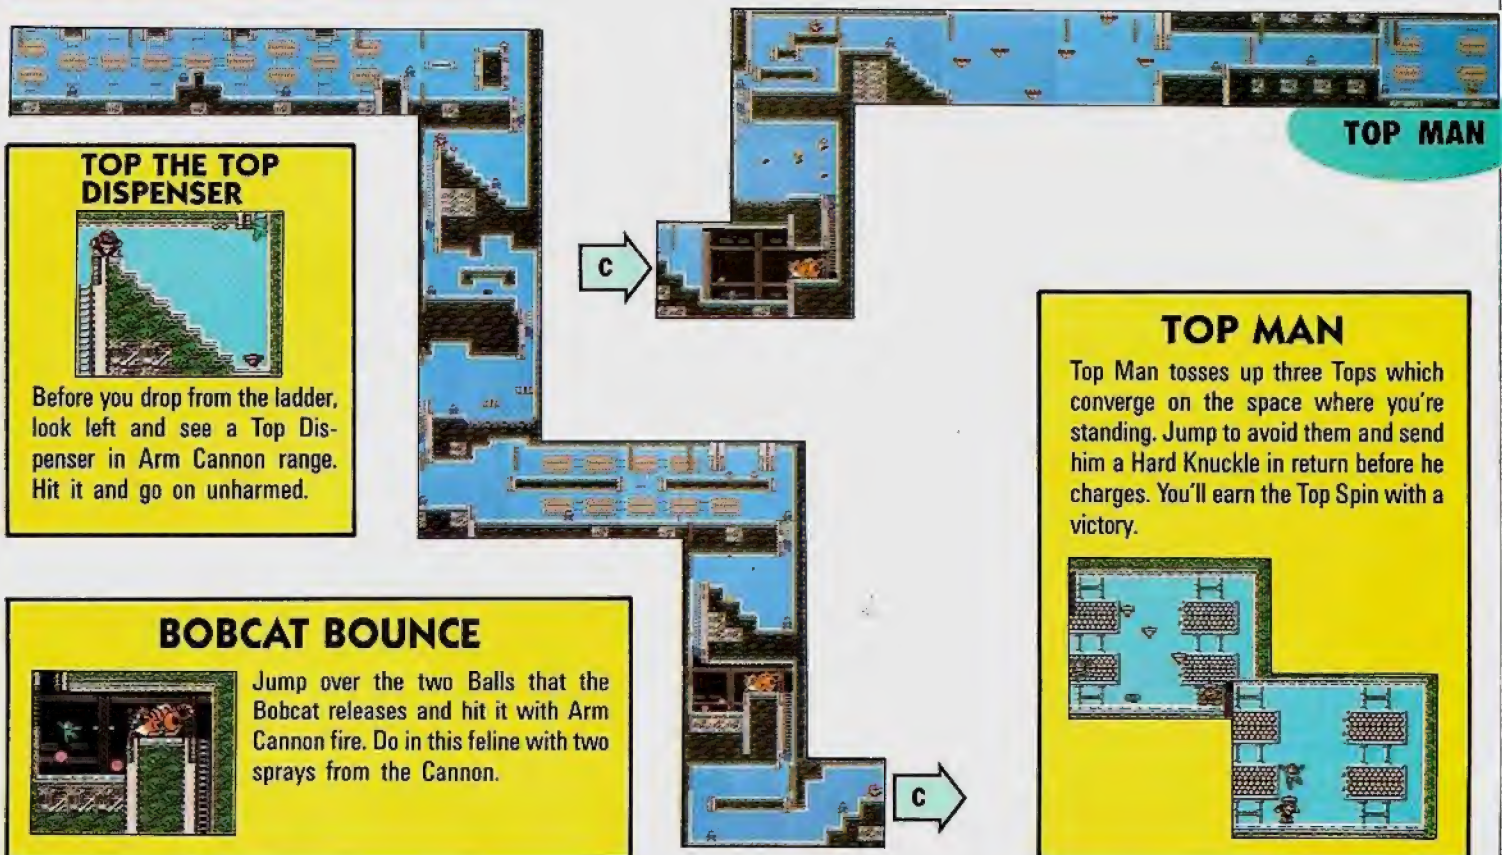 TOP MAN
TOP THE TOP
DISPENSER
Before you drop from the ladder,
look left and see a Top Dis-
penser in Arm Cannon range.
Hit it and go on unharmed.
C
TOP MAN
Top Man tosses up three Tops which
converge on the space where you're
standing. Jump to avoid them and send
him a Hard Knuckle in return before he
charges. You'll earn the Top Spin with a
victory.
BOBCAT BOUNCE
Jump over the two Balls that the
Bobcat releases and hit it with Arm
Cannon fire. Do in this feline with two
sprays from the Cannon.
C